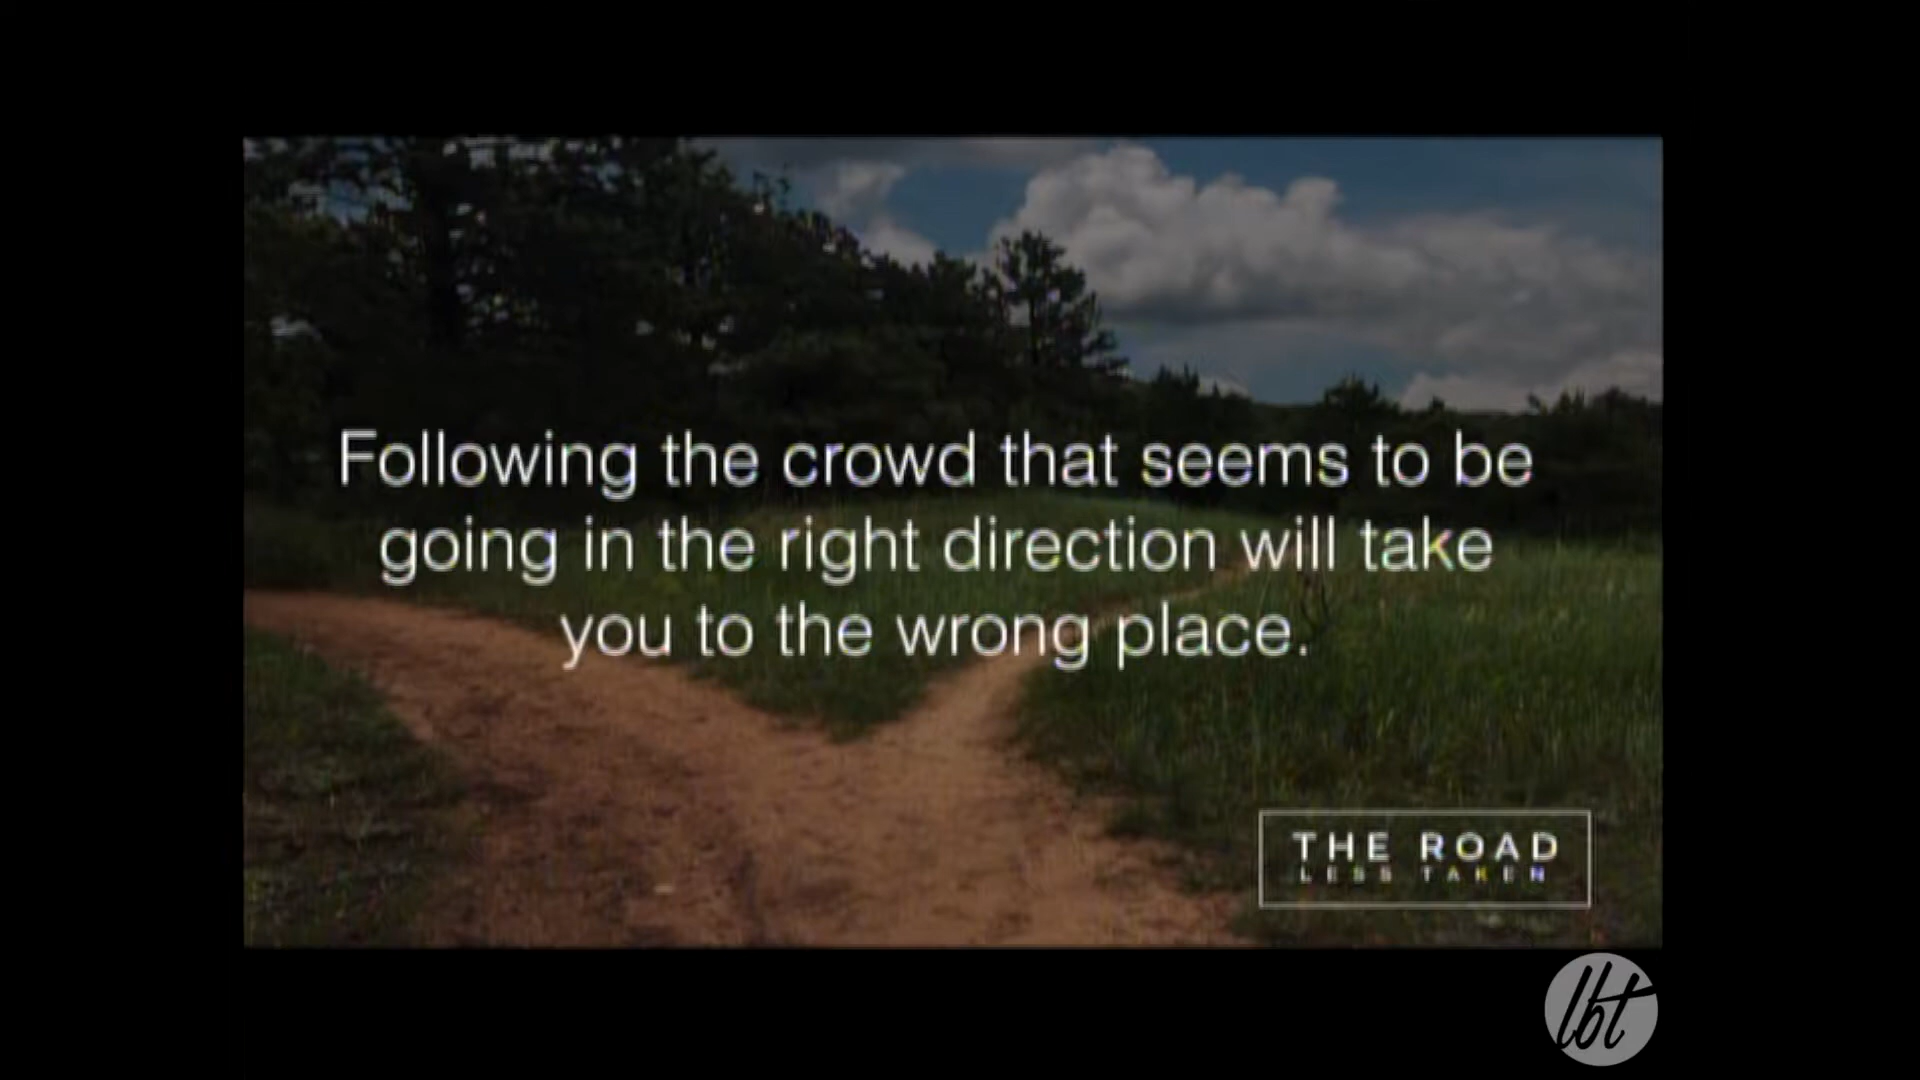 Following the crowd that seems to be
going in the right direction will take
you to the wrong place.
THE ROAD
LESS TAKEN
lbt